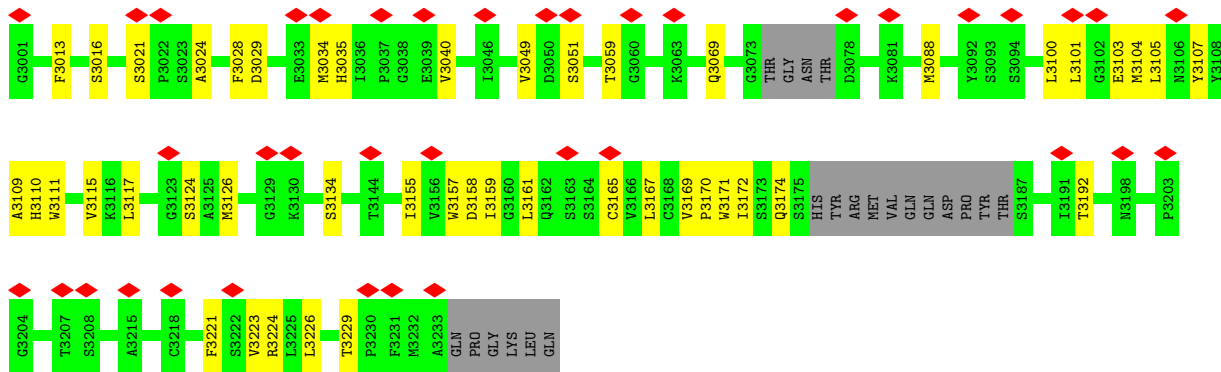 G3001 F3013 S3016 S3021 P3022 S3023 A3024 F3028 D3029 E3033 M3034 H3035 I3036 P3037 G3038 E3039 V3040 I3046 V3049 D3050 S3051 T3059 G3060 K3063 Q3069 G3073 THR GLY ASN THR D3078 K3081 M3088 Y3092 S3093 S3094 L3100 L3101 G3102 E3103 M3104 L3105 N3106 Y3107 Y3108
A3109 H3110 W3111 V3115 K3116 L3117 G3123 S3124 A3125 M3126 G3129 K3130 S3134 T3144 I3155 V3156 W3157 D3158 I3159 G3160 L3161 Q3162 S3163 S3164 C3165 V3166 L3167 C3168 V3169 P3170 W3171 I3172 S3173 Q3174 S3175 HIS TYR ARG MET VAL GLN GLN ASP PRO TYR THR S3187 I3191 T3192 N3198 P3203
G3204 T3207 S3208 A3215 C3218 F3221 S3222 V3223 R3224 L3225 L3226 T3229 P3230 F3231 M3232 A3233 GLN PRO GLY LYS LEU GLN